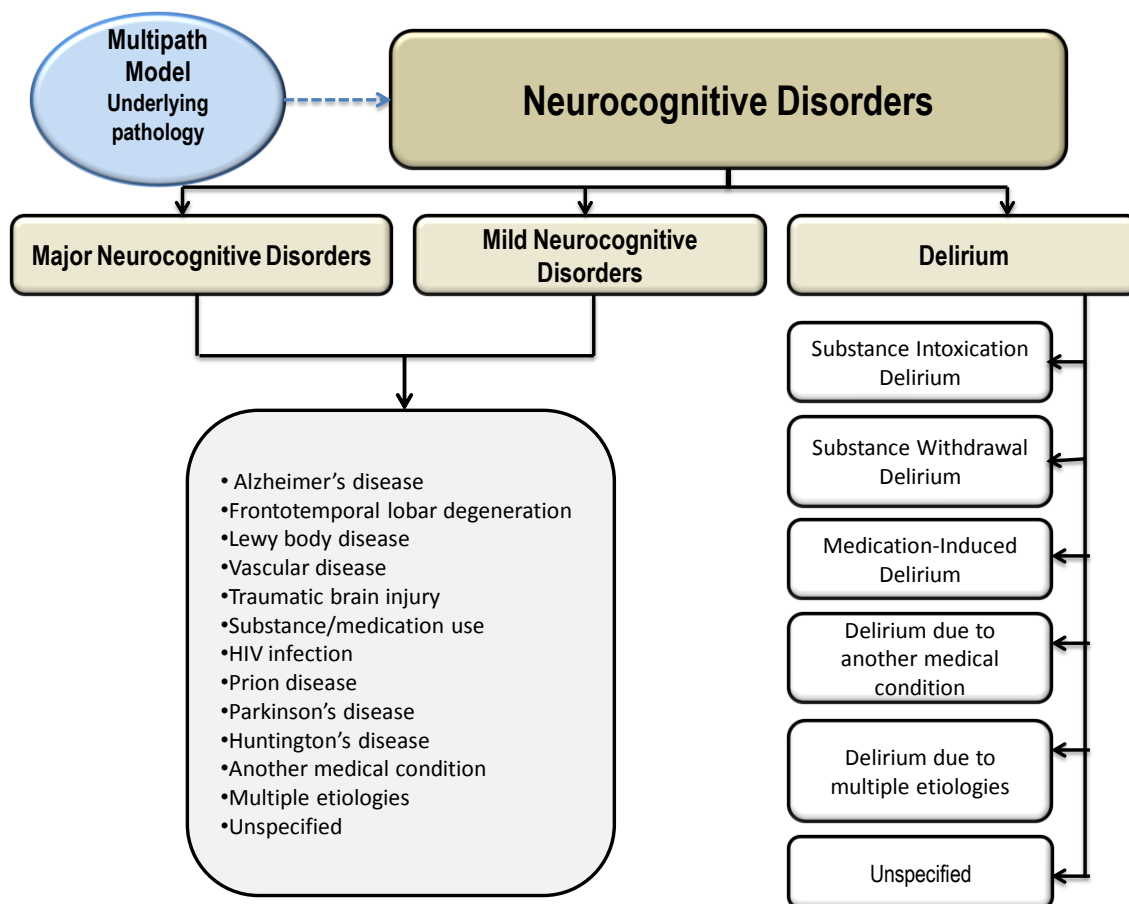 Multipath
Model
Underlying
pathology
Neurocognitive Disorders
Major Neurocognitive Disorders
Mild Neurocognitive
Disorders
Delirium
• Alzheimer’s disease
•Frontotemporal lobar degeneration
•Lewy body disease
•Vascular disease
•Traumatic brain injury
•Substance/medication use
•HIV infection
•Prion disease
•Parkinson’s disease
•Huntington’s disease
•Another medical condition
•Multiple etiologies
•Unspecified
Substance Intoxication
Delirium
Substance Withdrawal
Delirium
Medication-Induced
Delirium
Delirium due to
another medical
condition
Delirium due to
multiple etiologies
Unspecified